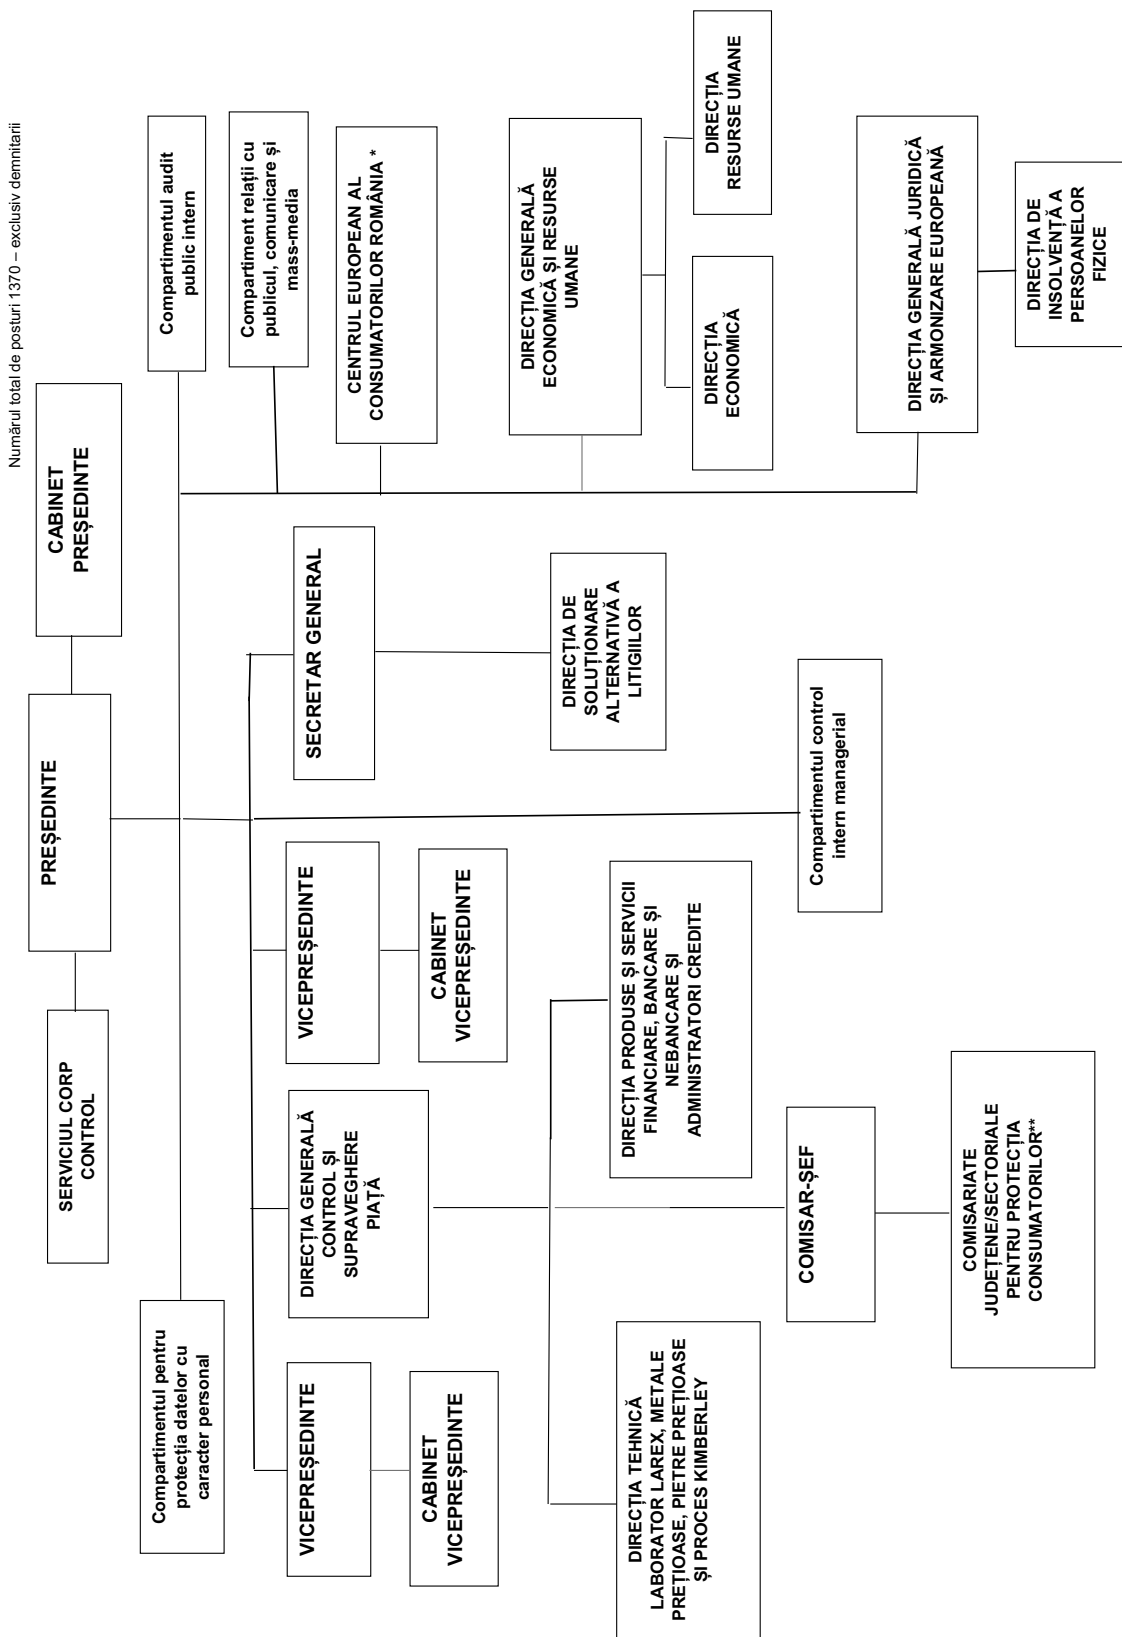 Numărul total de posturi 1370 – exclusiv demnitarii
SERVICIUL CORP
CONTROL
PREȘEDINTE
CABINET
PREȘEDINTE
Compartimentul pentru
protecția datelor cu
caracter personal
Compartimentul audit
public intern
Compartiment relații cu
publicul, comunicare și
mass-media
CENTRUL EUROPEAN AL
CONSUMATORILOR ROMÂNIA *
VICEPREȘEDINTE
DIRECȚIA GENERALĂ
CONTROL ȘI
SUPRAVEGHERE
PIAȚĂ
VICEPREȘEDINTE
SECRETAR GENERAL
CABINET
VICEPREȘEDINTE
CABINET
VICEPREȘEDINTE
DIRECȚIA GENERALĂ
ECONOMICĂ ȘI RESURSE
UMANE
DIRECȚIA DE
SOLUȚIONARE
ALTERNATIVĂ A
LITIGIILOR
DIRECȚIA TEHNICĂ
LABORATOR LAREX, METALE
PREȚIOASE, PIETRE PREȚIOASE
ȘI PROCES KIMBERLEY
DIRECȚIA PRODUSE ȘI SERVICII
FINANCIARE, BANCARE ȘI
NEBANCARE ȘI
ADMINISTRATORI CREDITE
DIRECȚIA
ECONOMICĂ
DIRECȚIA
RESURSE UMANE
COMISAR-ȘEF
Compartimentul control
intern managerial
DIRECȚIA GENERALĂ JURIDICĂ
ȘI ARMONIZARE EUROPEANĂ
COMISARIATE
JUDEȚENE/SECTORIALE
PENTRU PROTECȚIA
CONSUMATORILOR**
DIRECȚIA DE
INSOLVENȚĂ A
PERSOANELOR
FIZICE